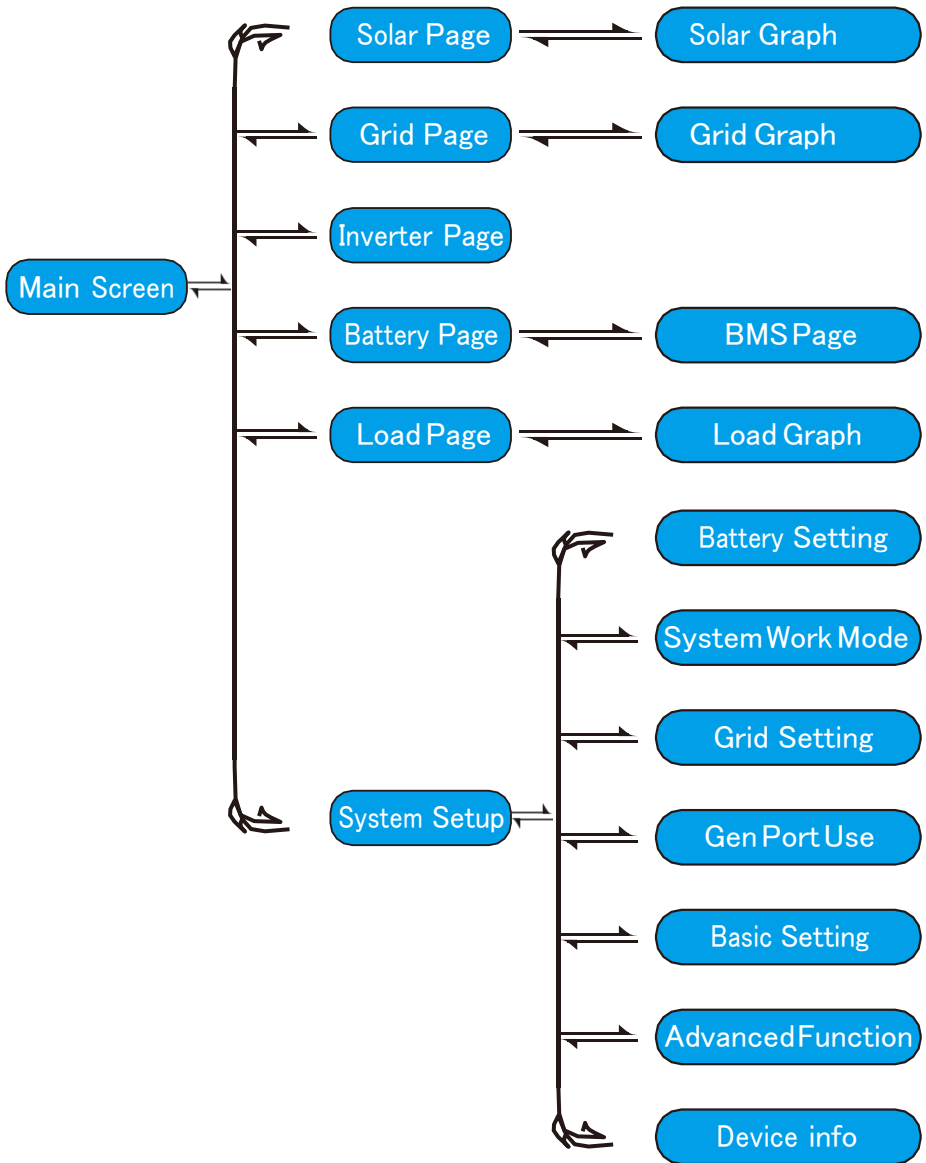 Solar Page
Solar Graph
Grid Page
Grid Graph
Inverter Page
Main Screen
Battery Page
BMS Page
Load Page
Load Graph
Battery Setting
System Work Mode
Grid Setting
System Setup
Gen Port Use
Basic Setting
Advanced Function
Device info